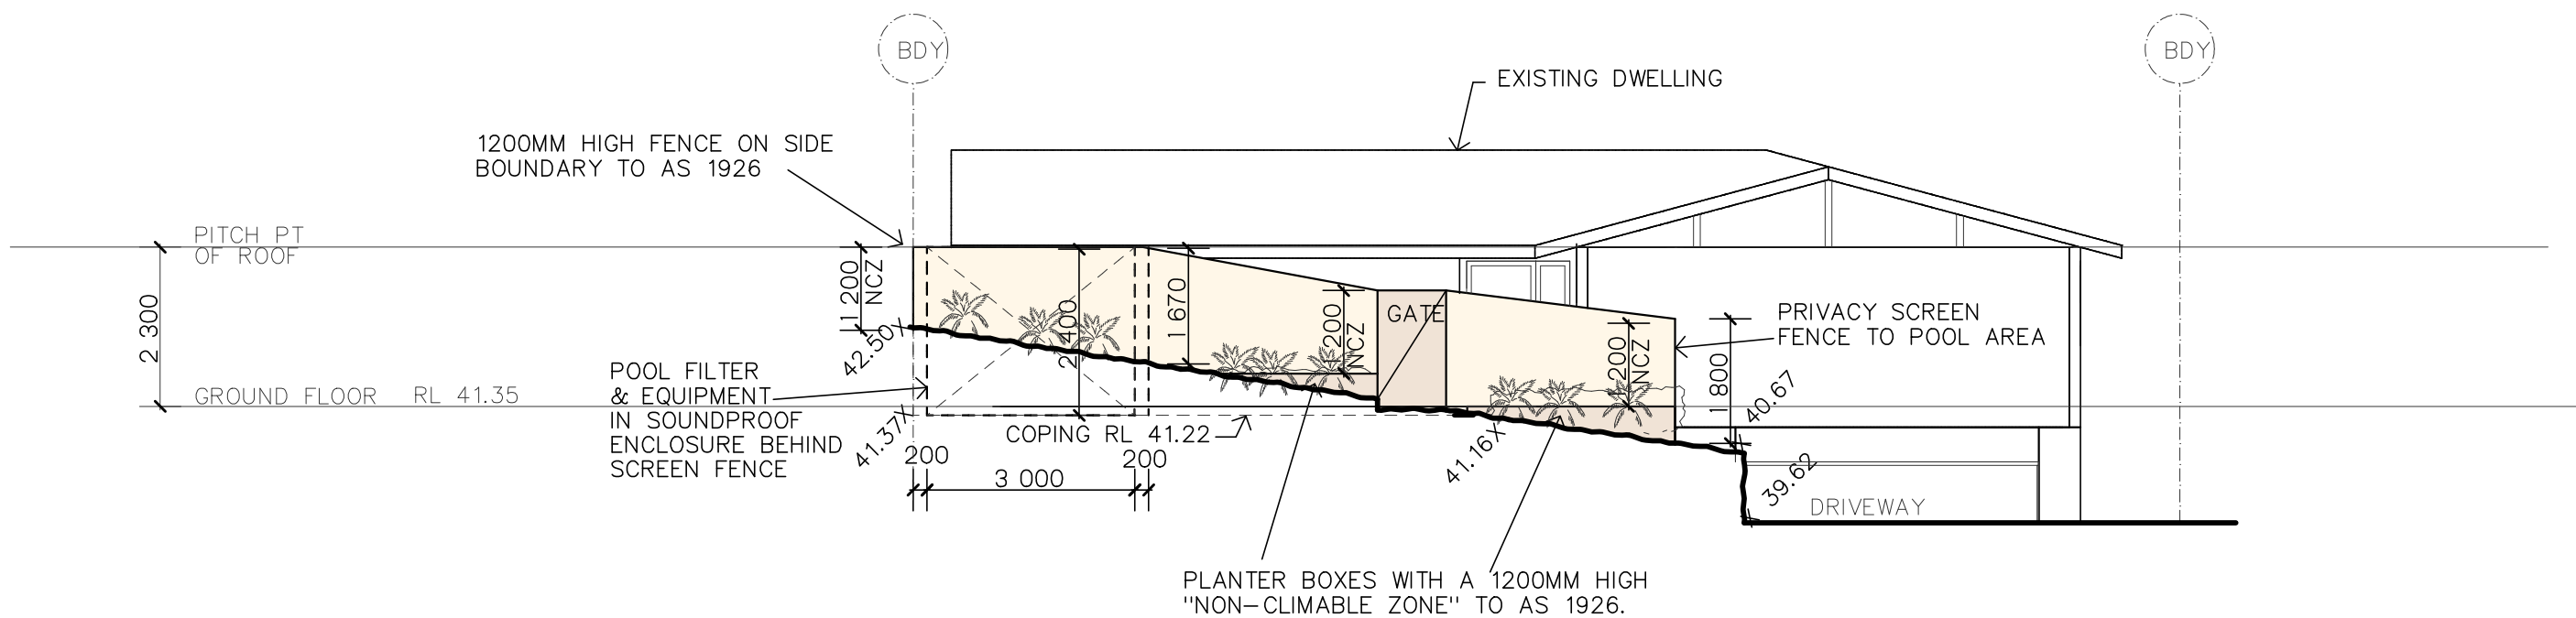 BDY
BDY
EXISTING DWELLING
1200MM HIGH FENCE ON SIDE
BOUNDARY TO AS 1926
PITCH PT
OF ROOF
2 300
GROUND FLOOR RL 41.35
1 200
NCZ
42.50
41.37
2 400
1 670
1 200
NCZ
GATE
1 200
NCZ
1 800
PRIVACY SCREEN
FENCE TO POOL AREA
40.67
39.62
41.16
POOL FILTER
& EQUIPMENT
IN SOUNDPROOF
ENCLOSURE BEHIND
SCREEN FENCE
COPING RL 41.22
200
3 000
200
DRIVEWAY
PLANTER BOXES WITH A 1200MM HIGH
"NON-CLIMABLE ZONE" TO AS 1926.